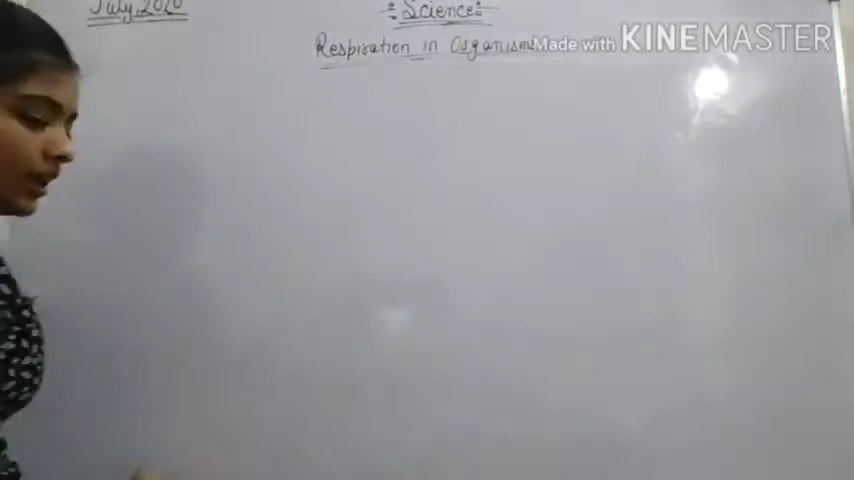 July, 2020
Science
Respiration in Organism
Made with KINEMASTER